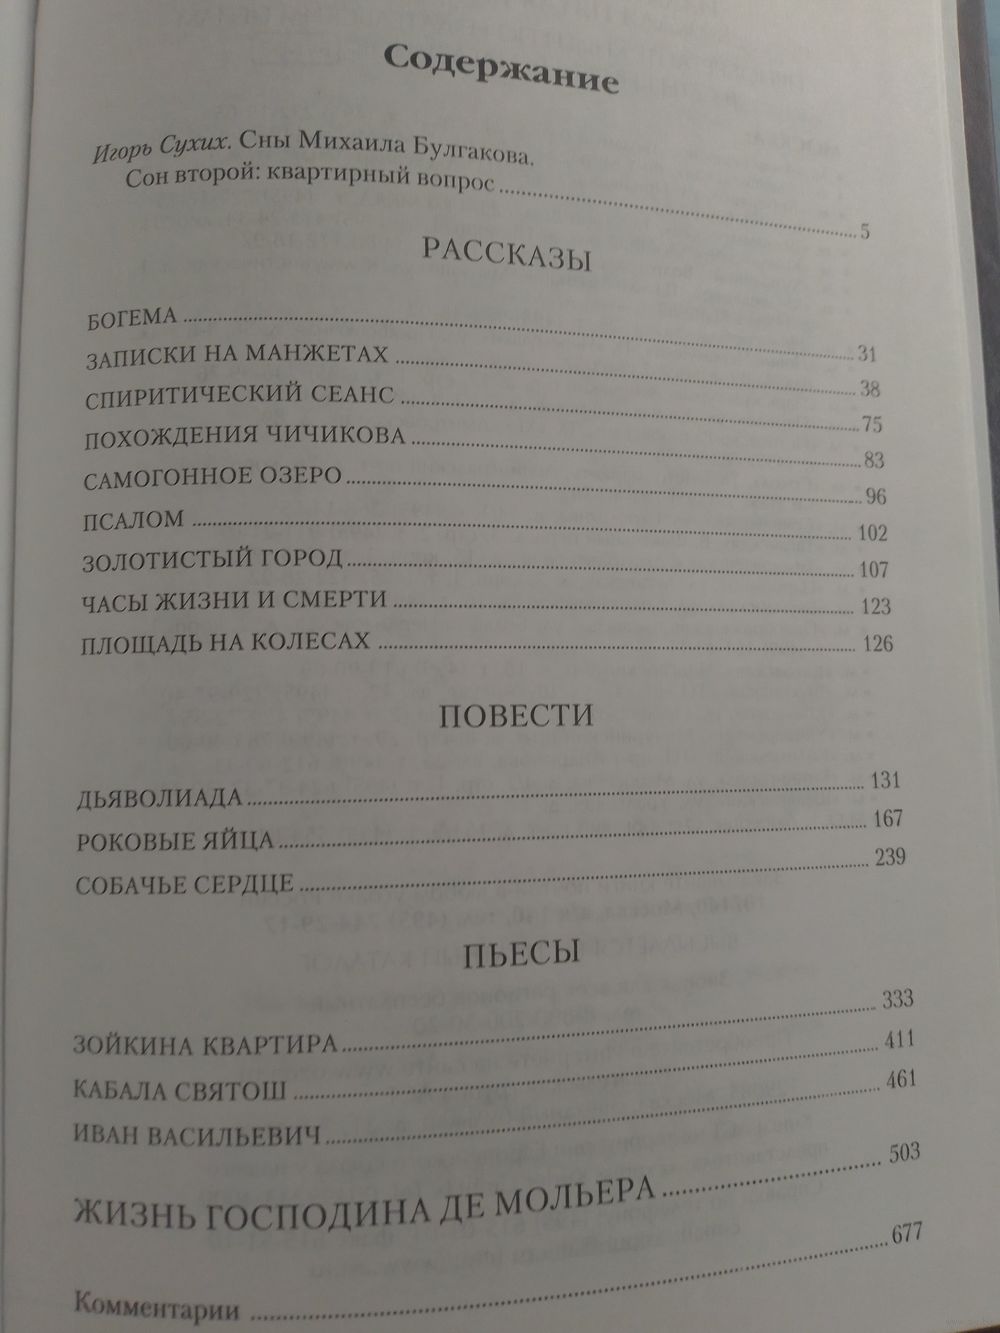 Содержание
Игорь Сухих. Сны Михаила Булгакова.
Сон второй: квартирный вопрос 5
РАССКАЗЫ
БОГЕМА 31
ЗАПИСКИ НА МАНЖЕТАХ 38
СПИРИТИЧЕСКИЙ СЕАНС 75
ПОХОЖДЕНИЯ ЧИЧИКОВА 83
САМОГОННОЕ ОЗЕРО 96
ПСАЛОМ 102
ЗОЛОТИСТЫЙ ГОРОД 107
ЧАСЫ ЖИЗНИ И СМЕРТИ 123
ПЛОЩАДЬ НА КОЛЕСАХ 126
ПОВЕСТИ
ДЬЯВОЛИАДА 131
РОКОВЫЕ ЯЙЦА 167
СОБАЧЬЕ СЕРДЦЕ 239
ПЬЕСЫ
ЗОЙКИНА КВАРТИРА 333
КАБАЛА СВЯТОШ 411
ИВАН ВАСИЛЬЕВИЧ 461
ЖИЗНЬ ГОСПОДИНА ДЕ МОЛЬЕРА 503
Комментарии 677